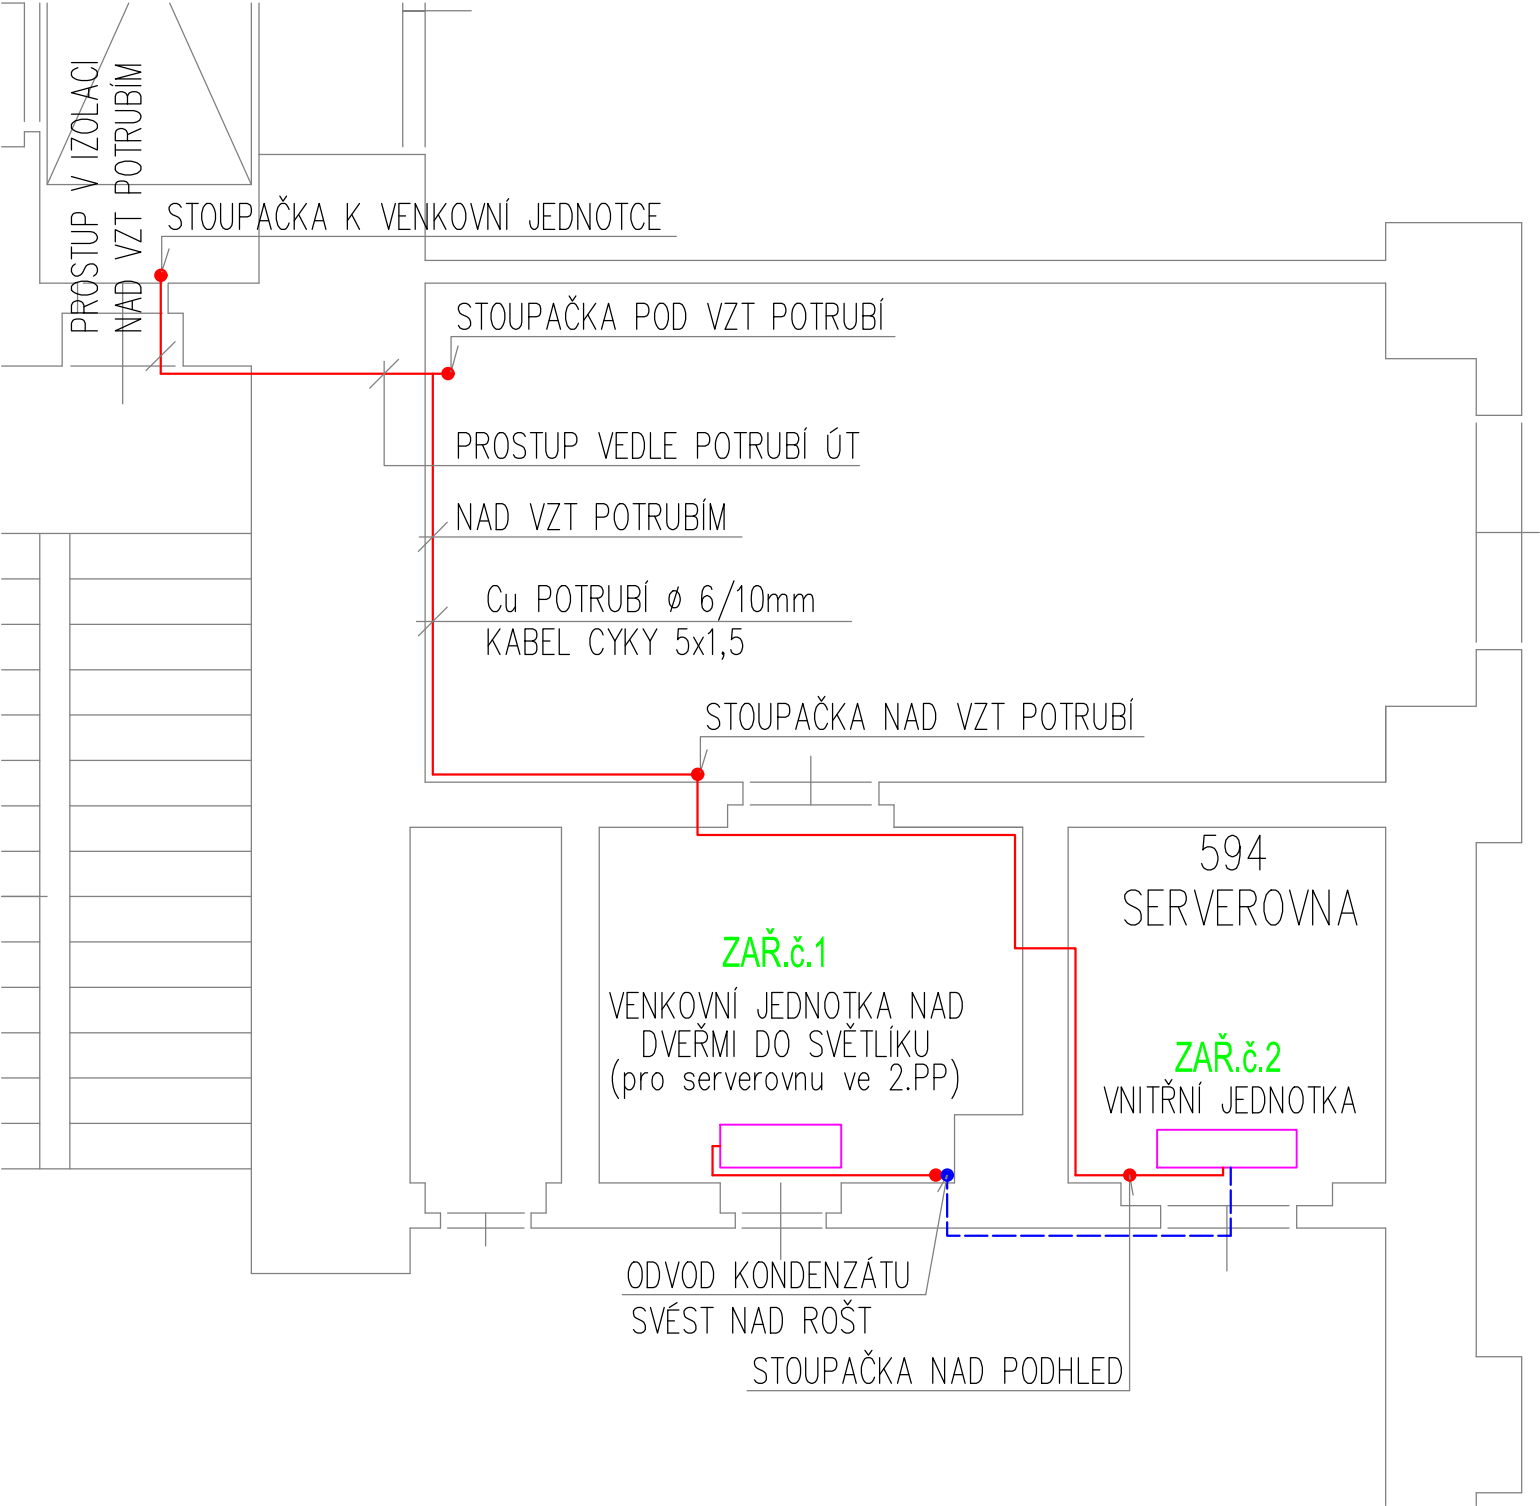 PROSTUP V IZOLACI
NAD VZT POTRUBÍM
STOUPAČKA K VENKOVNÍ JEDNOTCE
STOUPAČKA POD VZT POTRUBÍ
PROSTUP VEDLE POTRUBÍ ÚT
NAD VZT POTRUBÍM
Cu POTRUBÍ ø 6/10mm
KABEL CYKY 5x1,5
STOUPAČKA NAD VZT POTRUBÍ
594
SERVEROVNA
ZAŘ.č.1
VENKOVNÍ JEDNOTKA NAD
DVEŘMI DO SVĚTLÍKU
(pro serverovnu ve 2.PP)
ZAŘ.č.2
VNITŘNÍ JEDNOTKA
ODVOD KONDENZÁTU
SVÉST NAD ROŠT
STOUPAČKA NAD PODHLED